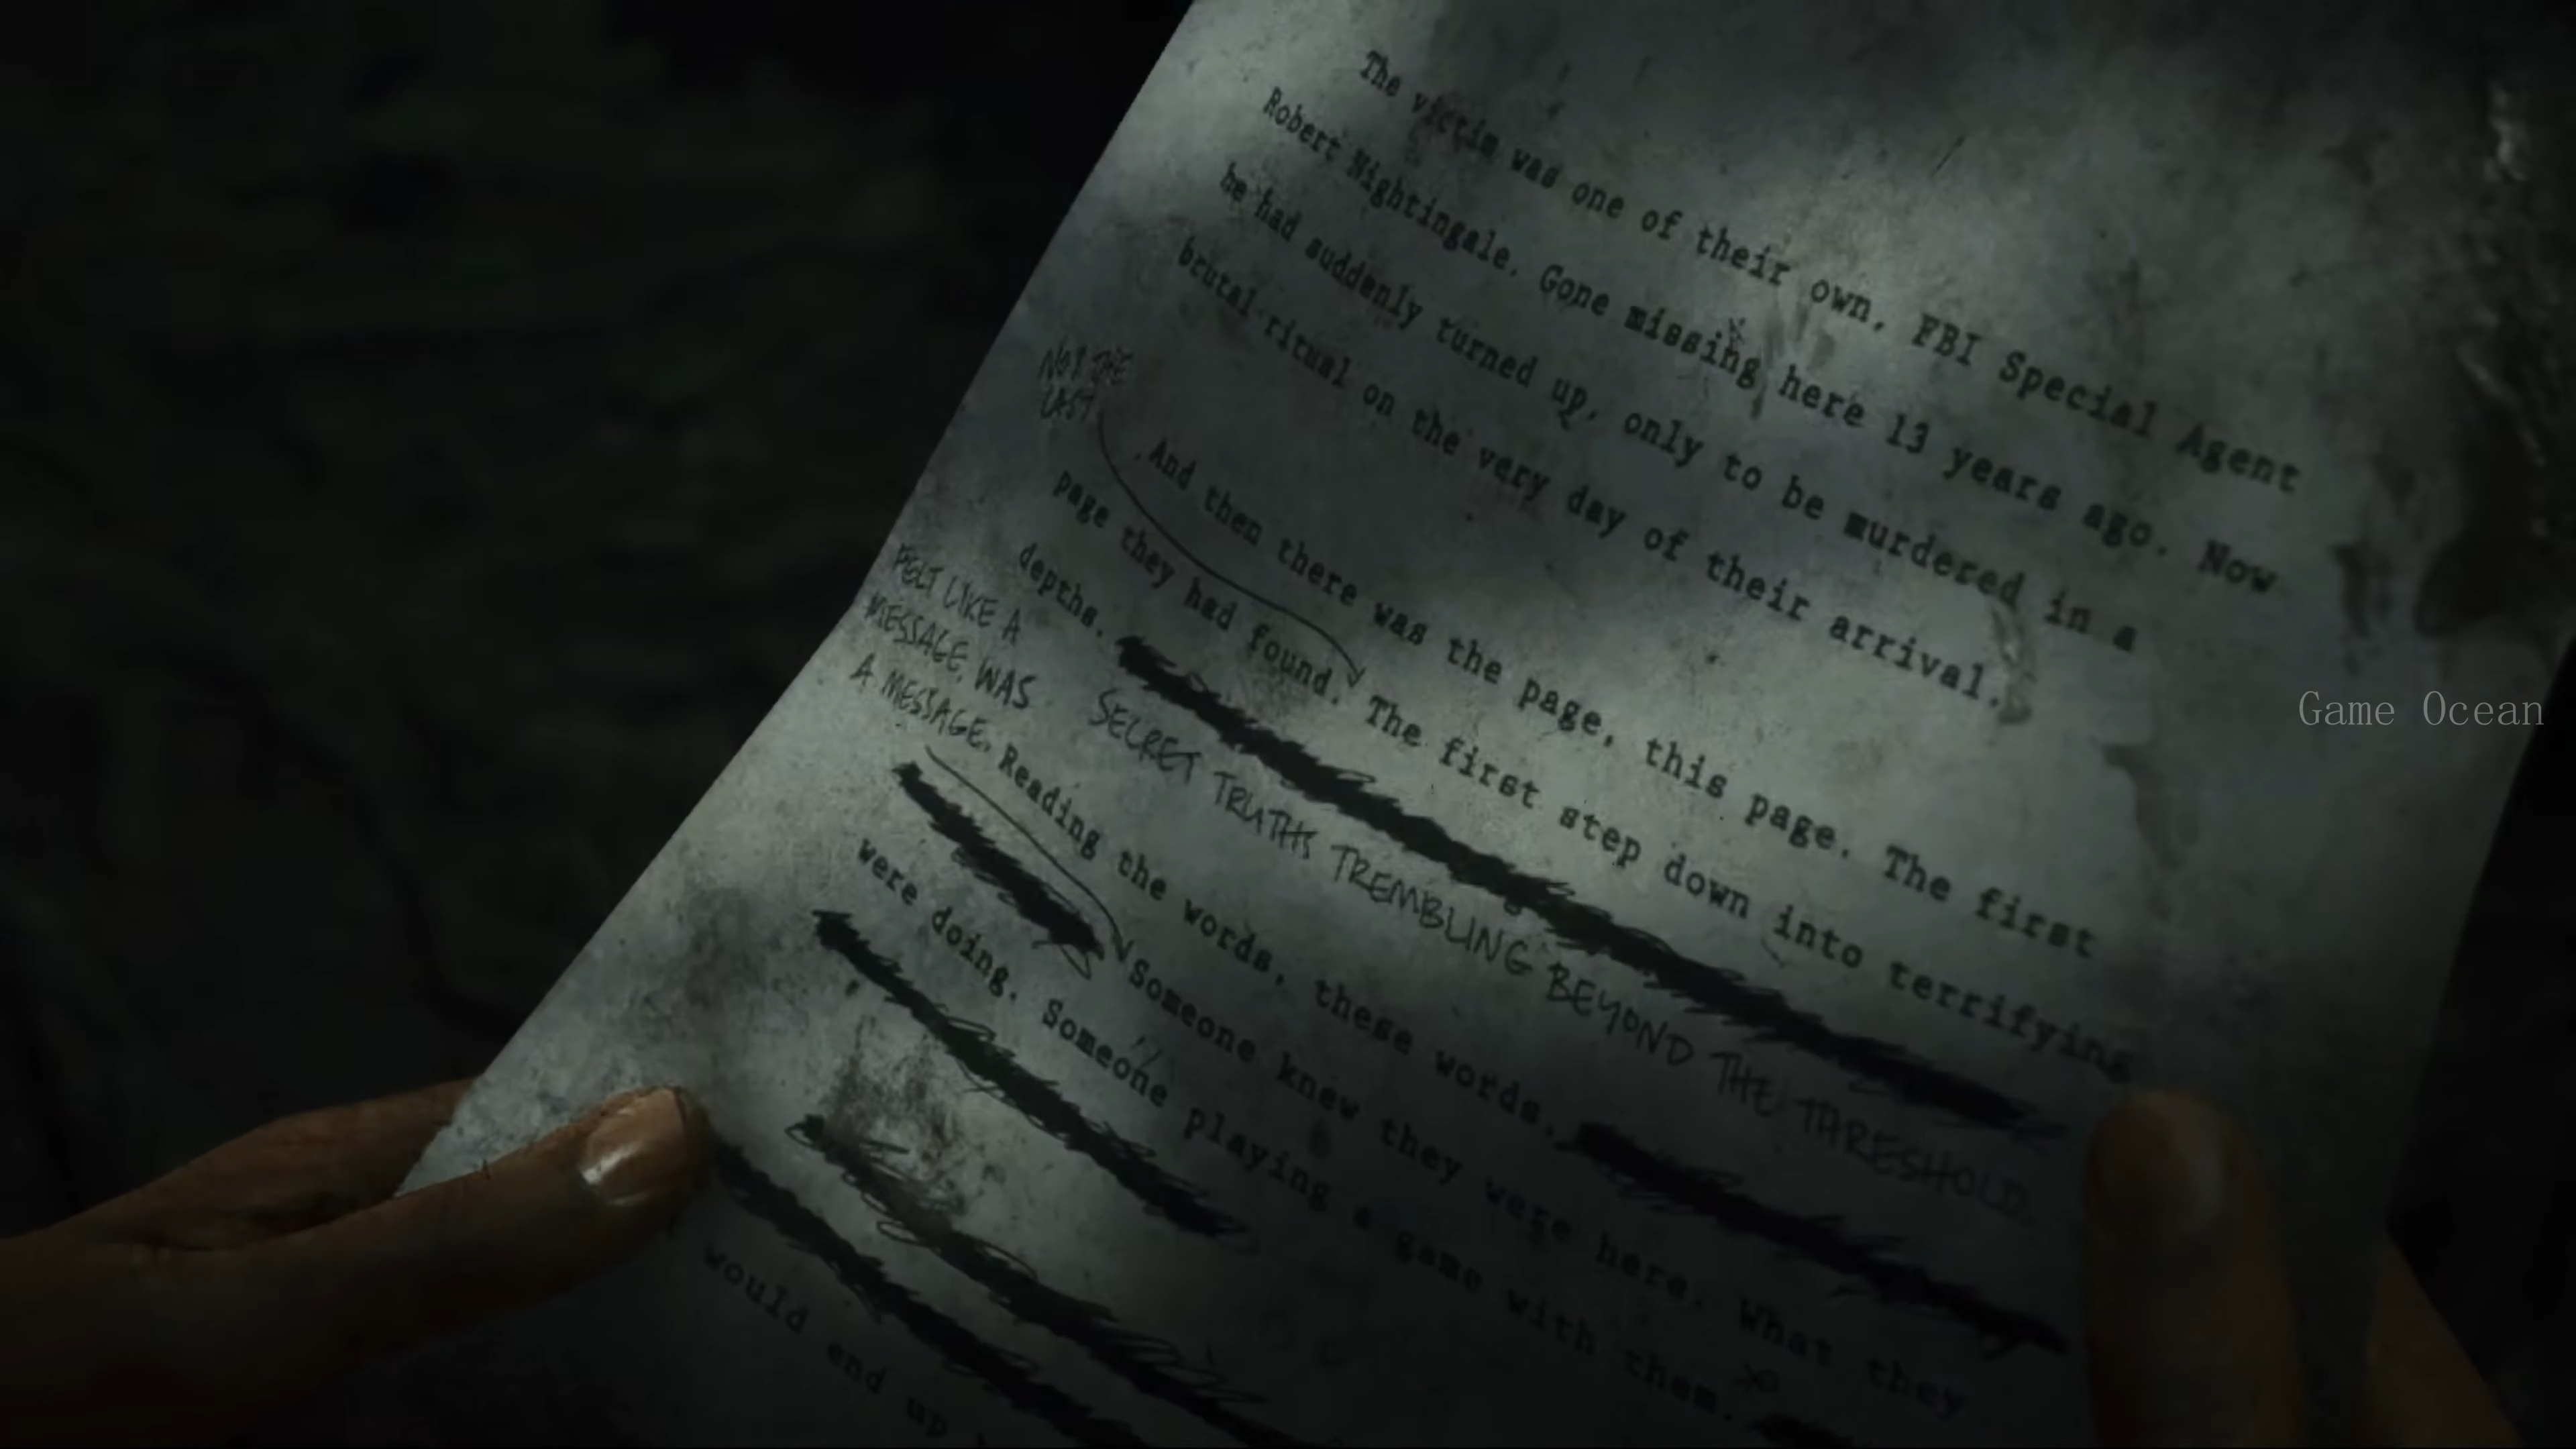 The victim was one of their own, FBI Special Agent
Robert Nightingale. Gone missing here 13 years ago. Now
he had suddenly turned up, only to be murdered in a
brutal ritual on the very day of their arrival.
NOT THE
LAST
And then there was the page, this page. The first
page they had found. The first step down into terrifying
depths.
SECRET TRUTHS TREMBLING BEYOND THE THRESHOLD.
FELT LIKE A
MESSAGE, WAS
A MESSAGE.
Reading the words, these words.
Someone knew they were here. What they
were doing. Someone playing a game with them.
would end up
Game Ocean